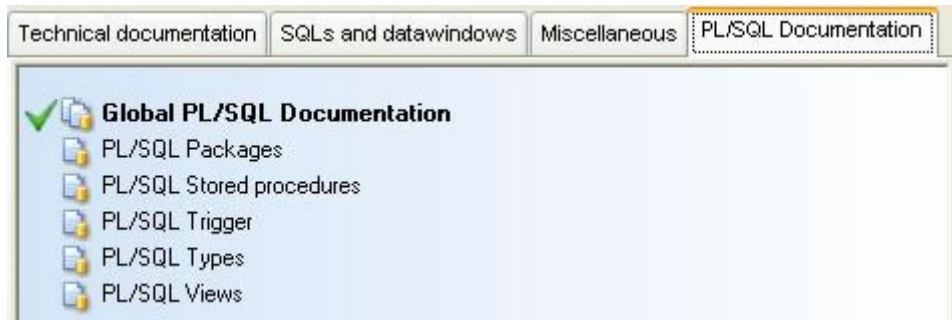 Technical documentation SQLs and datawindows Miscellaneous PL/SQL Documentation
Global PL/SQL Documentation
PL/SQL Packages
PL/SQL Stored procedures
PL/SQL Trigger
PL/SQL Types
PL/SQL Views